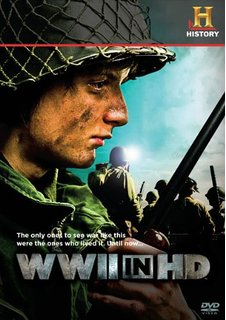 H
HISTORY
The only ones to see war like this
were the ones who lived it. Until now...
WWII IN HD
DVD
VIDEO